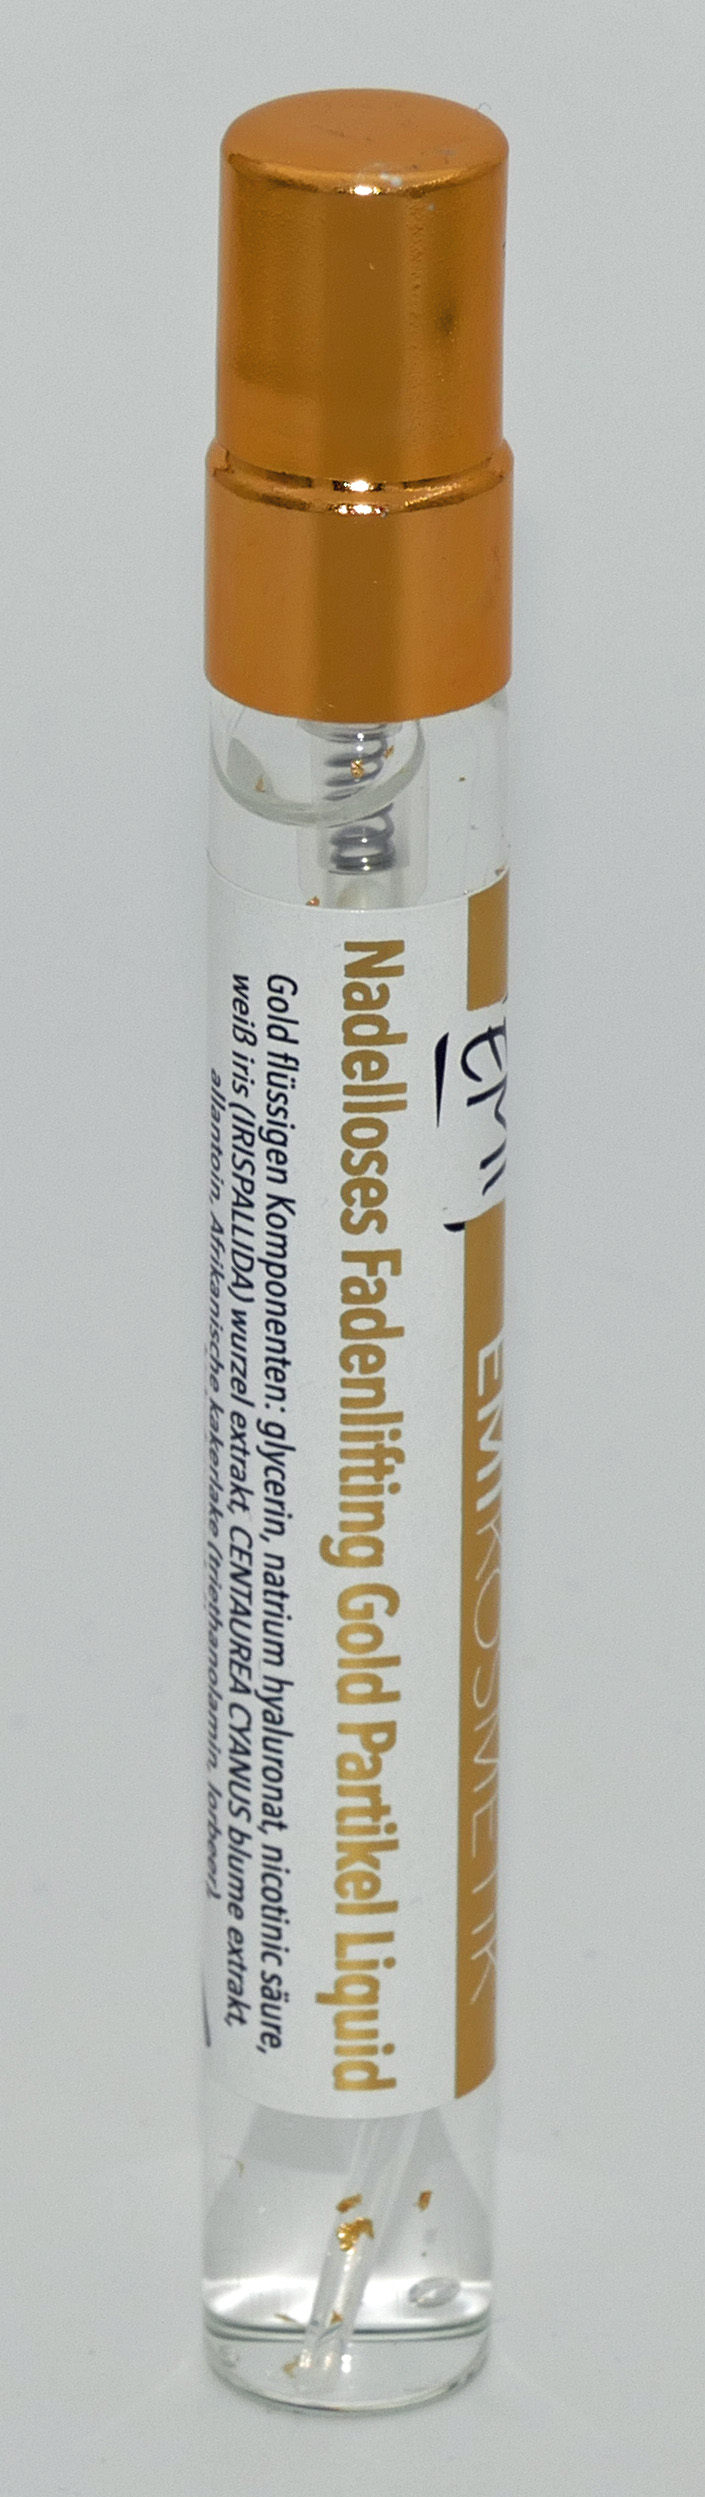 EMI
EMIKOSMETIK
Nadelloses Fadenlifting Gold Partikel Liquid
Gold flüssigen Komponenten: glycerin, natrium hyaluronat, nicotinic säure,
weiß iris (IRISPALLIDA) wurzel extrakt, CENTAUREA CYANUS blume extrakt,
allantoin, Afrikanische kakerlake (triethanolamin, lorbeer).